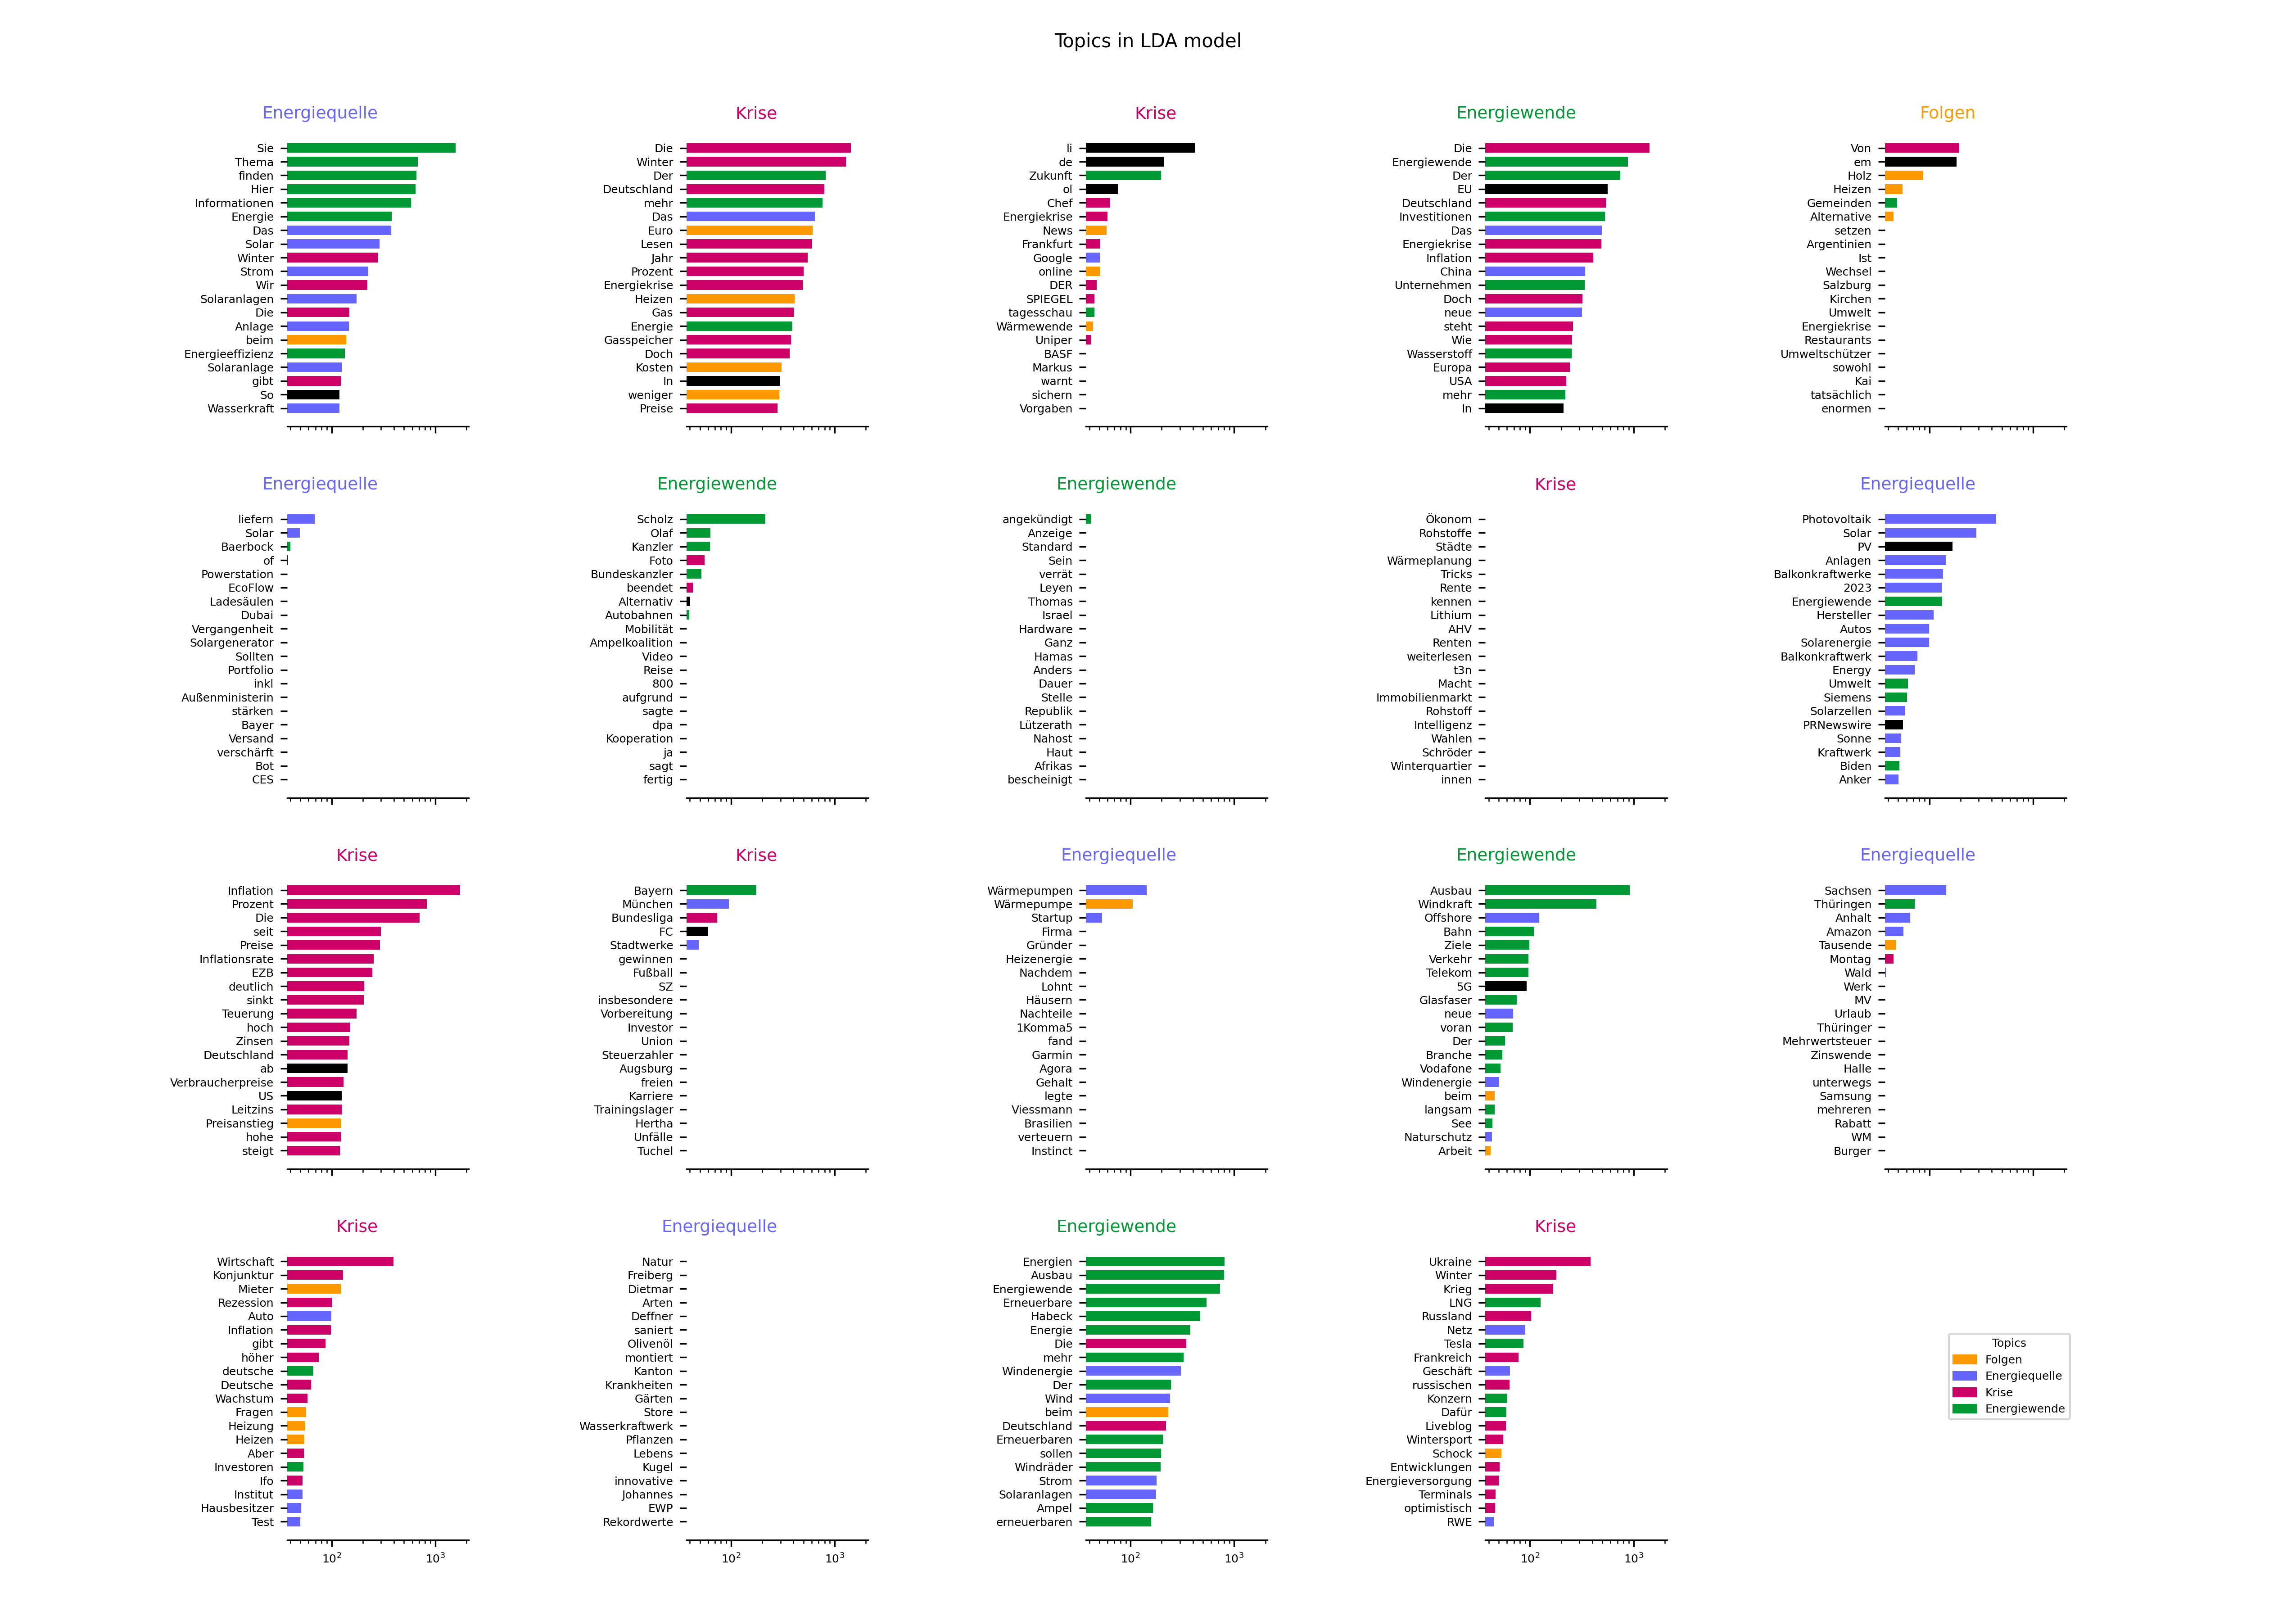 Topics in LDA model
Energiequelle
Sie
Thema
finden
Hier
Informationen
Energie
Das
Solar
Winter
Strom
Wir
Solaranlagen
Die
Anlage
beim
Energieeffizienz
Solaranlage
gibt
So
Wasserkraft
Krise
Die
Winter
Der
Deutschland
mehr
Das
Euro
Lesen
Jahr
Prozent
Energiekrise
Heizen
Gas
Energie
Gasspeicher
Doch
Kosten
In
weniger
Preise
Krise
li
de
Zukunft
ol
Chef
Energiekrise
News
Frankfurt
Google
online
DER
SPIEGEL
tagesschau
Wärmewende
Uniper
BASF
Markus
warnt
sichern
Vorgaben
Energiewende
Die
Energiewende
Der
EU
Deutschland
Investitionen
Das
Energiekrise
Inflation
China
Unternehmen
Doch
neue
steht
Wie
Wasserstoff
Europa
USA
mehr
In
Folgen
Von
em
Holz
Heizen
Gemeinden
Alternative
setzen
Argentinien
Ist
Wechsel
Salzburg
Kirchen
Umwelt
Energiekrise
Restaurants
Umweltschützer
sowohl
Kai
tatsächlich
enormen
Energiequelle
liefern
Solar
Baerbock
of
Powerstation
EcoFlow
Ladesäulen
Dubai
Vergangenheit
Solargenerator
Sollten
Portfolio
inkl
Außenministerin
stärken
Bayer
Versand
verschärft
Bot
CES
Energiewende
Scholz
Olaf
Kanzler
Foto
Bundeskanzler
beendet
Alternativ
Autobahnen
Mobilität
Ampelkoalition
Video
Reise
800
aufgrund
sagte
dpa
Kooperation
ja
sagt
fertig
Energiewende
angekündigt
Anzeige
Standard
Sein
verrät
Leyen
Thomas
Israel
Hardware
Ganz
Hamas
Anders
Dauer
Stelle
Republik
Lützerath
Nahost
Haut
Afrikas
bescheinigt
Krise
Ökonom
Rohstoffe
Städte
Wärmeplanung
Tricks
Rente
kennen
Lithium
AHV
Renten
weiterlesen
t3n
Macht
Immobilienmarkt
Rohstoff
Intelligenz
Wahlen
Schröder
Winterquartier
innen
Energiequelle
Photovoltaik
Solar
PV
Anlagen
Balkonkraftwerke
2023
Energiewende
Hersteller
Autos
Solarenergie
Balkonkraftwerk
Energy
Umwelt
Siemens
Solarzellen
PRNewswire
Sonne
Kraftwerk
Biden
Anker
Krise
Inflation
Prozent
Die
seit
Preise
Inflationsrate
EZB
deutlich
sinkt
Teuerung
hoch
Zinsen
Deutschland
ab
Verbraucherpreise
US
Leitzins
Preisanstieg
hohe
steigt
Krise
Bayern
München
Bundesliga
FC
Stadtwerke
gewinnen
Fußball
SZ
insbesondere
Vorbereitung
Investor
Union
Steuerzahler
Augsburg
freien
Karriere
Trainingslager
Hertha
Unfälle
Tuchel
Energiequelle
Wärmepumpen
Wärmepumpe
Startup
Firma
Gründer
Heizenergie
Nachdem
Lohnt
Häusern
Nachteile
1Komma5
fand
Garmin
Agora
Gehalt
legte
Viessmann
Brasilien
verteuern
Instinct
Energiewende
Ausbau
Windkraft
Offshore
Bahn
Ziele
Verkehr
Telekom
5G
Glasfaser
neue
voran
Der
Branche
Vodafone
Windenergie
beim
langsam
See
Naturschutz
Arbeit
Energiequelle
Sachsen
Thüringen
Anhalt
Amazon
Tausende
Montag
Wald
Werk
MV
Urlaub
Thüringer
Mehrwertsteuer
Zinswende
Halle
unterwegs
Samsung
mehreren
Rabatt
WM
Burger
Krise
Wirtschaft
Konjunktur
Mieter
Rezession
Auto
Inflation
gibt
höher
deutsche
Deutsche
Wachstum
Fragen
Heizung
Heizen
Aber
Investoren
Ifo
Institut
Hausbesitzer
Test
10² 10³
Energiequelle
Natur
Freiberg
Dietmar
Arten
Deffner
saniert
Olivenöl
montiert
Kanton
Krankheiten
Gärten
Store
Wasserkraftwerk
Pflanzen
Lebens
Kugel
innovative
Johannes
EWP
Rekordwerte
10² 10³
Energiewende
Energien
Ausbau
Energiewende
Erneuerbare
Habeck
Energie
Die
mehr
Windenergie
Der
Wind
beim
Deutschland
Erneuerbaren
sollen
Windräder
Strom
Solaranlagen
Ampel
erneuerbaren
10² 10³
Krise
Ukraine
Winter
Krieg
LNG
Russland
Netz
Tesla
Frankreich
Geschäft
russischen
Konzern
Dafür
Liveblog
Wintersport
Schock
Entwicklungen
Energieversorgung
Terminals
optimistisch
RWE
10² 10³
Topics
Folgen
Energiequelle
Krise
Energiewende